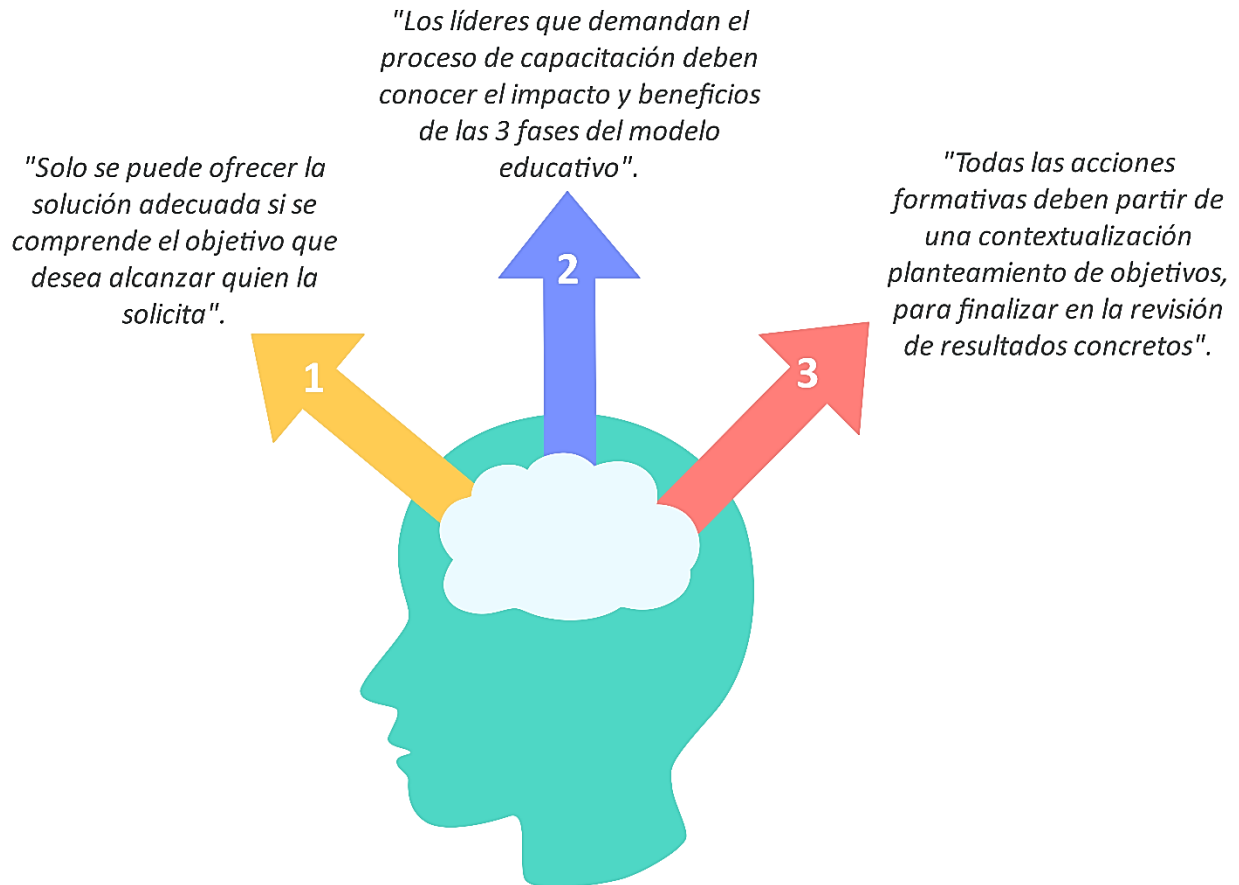 "Solo se puede ofrecer la
solución adecuada si se
comprende el objetivo que
desea alcanzar quien la
solicita".
1
"Los líderes que demandan el
proceso de capacitación deben
conocer el impacto y beneficios
de las 3 fases del modelo
educativo".
2
"Todas las acciones
formativas deben partir de
una contextualización
planteamiento de objetivos,
para finalizar en la revisión
de resultados concretos".
3